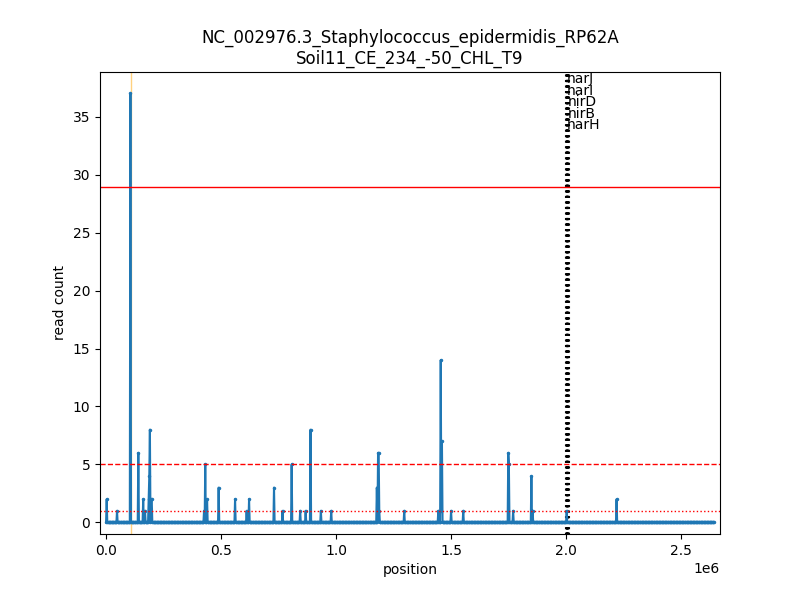 NC_002976.3_Staphylococcus_epidermidis_RP62A
Soil11_CE_234_-50_CHL_T9
narJ
narI
nirD
nirB
narH
35
30
25
20
15
10
5
0
read count
0.0 0.5 1.0 1.5 2.0 2.5
1e6
position